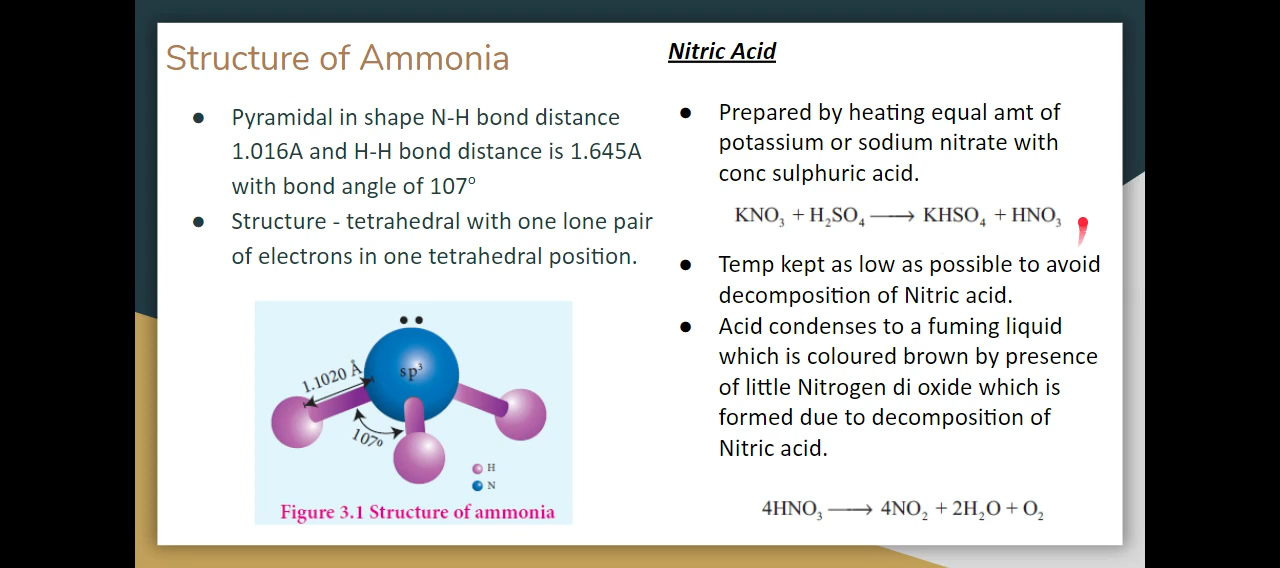 Structure of Ammonia
● Pyramidal in shape N-H bond distance
1.016A and H-H bond distance is 1.645A
with bond angle of 107⁰
● Structure - tetrahedral with one lone pair
of electrons in one tetrahedral position.
1.1020 Å
sp³
107⁰
H
N
Figure 3.1 Structure of ammonia
Nitric Acid
● Prepared by heating equal amt of
potassium or sodium nitrate with
conc sulphuric acid.
KNO₃ + H₂SO₄ ⟶ KHSO₄ + HNO₃
● Temp kept as low as possible to avoid
decomposition of Nitric acid.
● Acid condenses to a fuming liquid
which is coloured brown by presence
of little Nitrogen di oxide which is
formed due to decomposition of
Nitric acid.
4HNO₃ ⟶ 4NO₂ + 2H₂O + O₂